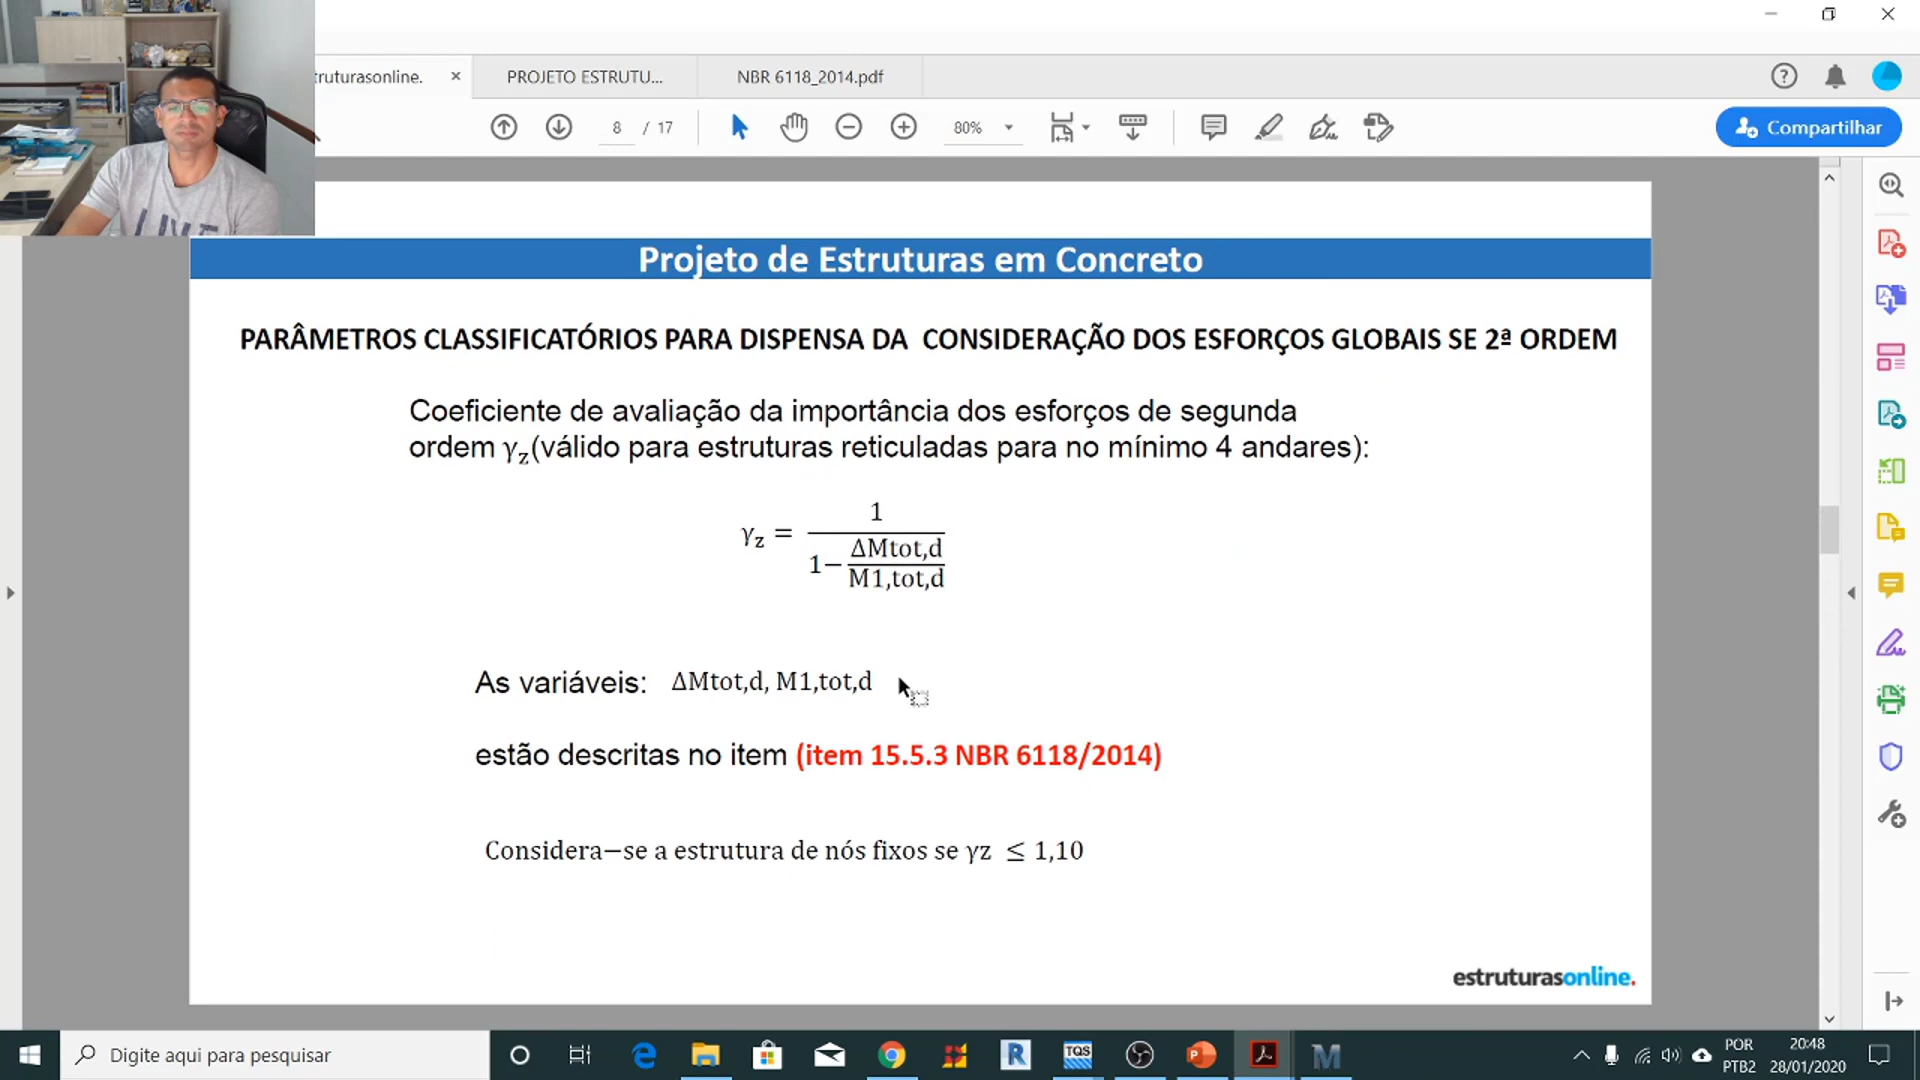 truturasonline.
PROJETO ESTRUTU...
NBR 6118_2014.pdf
8 / 17
80%
Compartilhar
Projeto de Estruturas em Concreto
PARÂMETROS CLASSIFICATÓRIOS PARA DISPENSA DA CONSIDERAÇÃO DOS ESFORÇOS GLOBAIS SE 2ª ORDEM
Coeficiente de avaliação da importância dos esforços de segunda
ordem γz(válido para estruturas reticuladas para no mínimo 4 andares):
γz = 1
1− ΔMtot,d
M1,tot,d
As variáveis: ΔMtot,d, M1,tot,d
estão descritas no item (item 15.5.3 NBR 6118/2014)
Considera−se a estrutura de nós fixos se γz ≤ 1,10
estruturasonline.
Digite aqui para pesquisar
TQS
POR
PTB2
20:48
28/01/2020